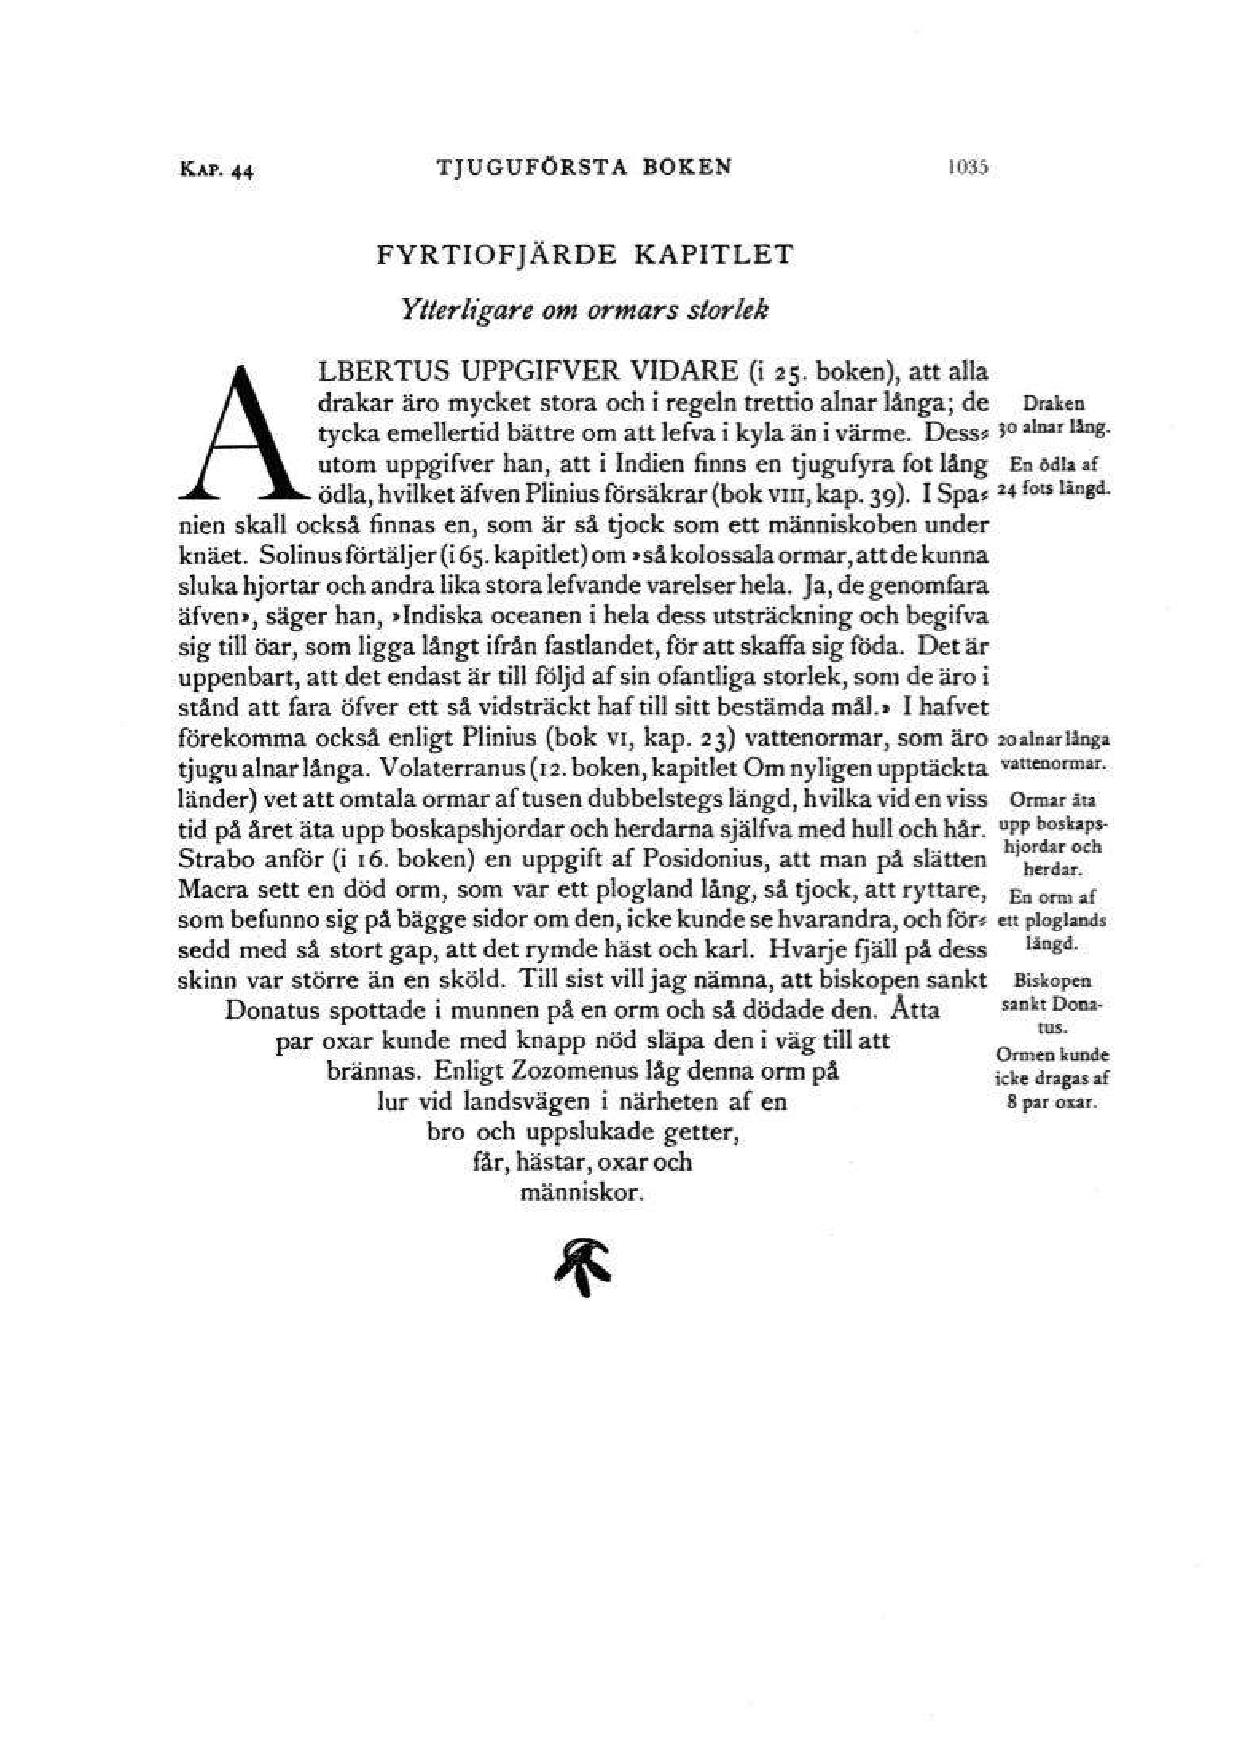 KAP. 44 TJUGUFÖRSTA BOKEN 1035
FYRTIOFJÄRDE KAPITLET
Ytterligare om ormars storlek
ALBERTUS UPPGIFVER VIDARE (i 25. boken), att alla
drakar äro mycket stora och i regeln trettio alnar långa; de
tycka emellertid bättre om att lefva i kyla än i värme. Dess-
utom uppgifver han, att i Indien finns en tjugufyra fot lång
ödla, hvilket äfven Plinius försäkrar (bok VIII, kap. 39). I Spa-
nien skall också finnas en, som är så tjock som ett människoben under
knäet. Solinus förtäljer (i 65. kapitlet) om »så kolossala ormar, att de kunna
sluka hjortar och andra lika stora lefvande varelser hela. Ja, de genomfara
äfven», säger han, »Indiska oceanen i hela dess utsträckning och begifva
sig till öar, som ligga långt ifrån fastlandet, för att skaffa sig föda. Det är
uppenbart, att det endast är till följd af sin ofantliga storlek, som de äro i
stånd att fara öfver ett så vidsträckt haf till sitt bestämda mål.» I hafvet
förekomma också enligt Plinius (bok VI, kap. 23) vattenormar, som äro
tjugu alnar långa. Volaterranus (12. boken, kapitlet Om nyligen upptäckta
länder) vet att omtala ormar af tusen dubbelstegs längd, hvilka vid en viss
tid på året äta upp boskapshjordar och herdarna själfva med hull och hår.
Strabo anför (i 16. boken) en uppgift af Posidonius, att man på slätten
Macra sett en död orm, som var ett plogland lång, så tjock, att ryttare,
som befunno sig på bägge sidor om den, icke kunde se hvarandra, och för-
sedd med så stort gap, att det rymde häst och karl. Hvarje fjäll på dess
skinn var större än en sköld. Till sist vill jag nämna, att biskopen sankt
Donatus spottade i munnen på en orm och så dödade den. Åtta
par oxar kunde med knapp nöd släpa den i väg till att
brännas. Enligt Zozomenus låg denna orm på
lur vid landsvägen i närheten af en
bro och uppslukade getter,
får, hästar, oxar och
människor.
Draken
30 alnar lång.
En ödla af
24 fots längd.
20 alnar långa
vattenormar.
Ormar äta
upp boskaps-
hjordar och
herdar.
En orm af
ett ploglands
längd.
Biskopen
sankt Dona-
tus.
Ormen kunde
icke dragas af
8 par oxar.